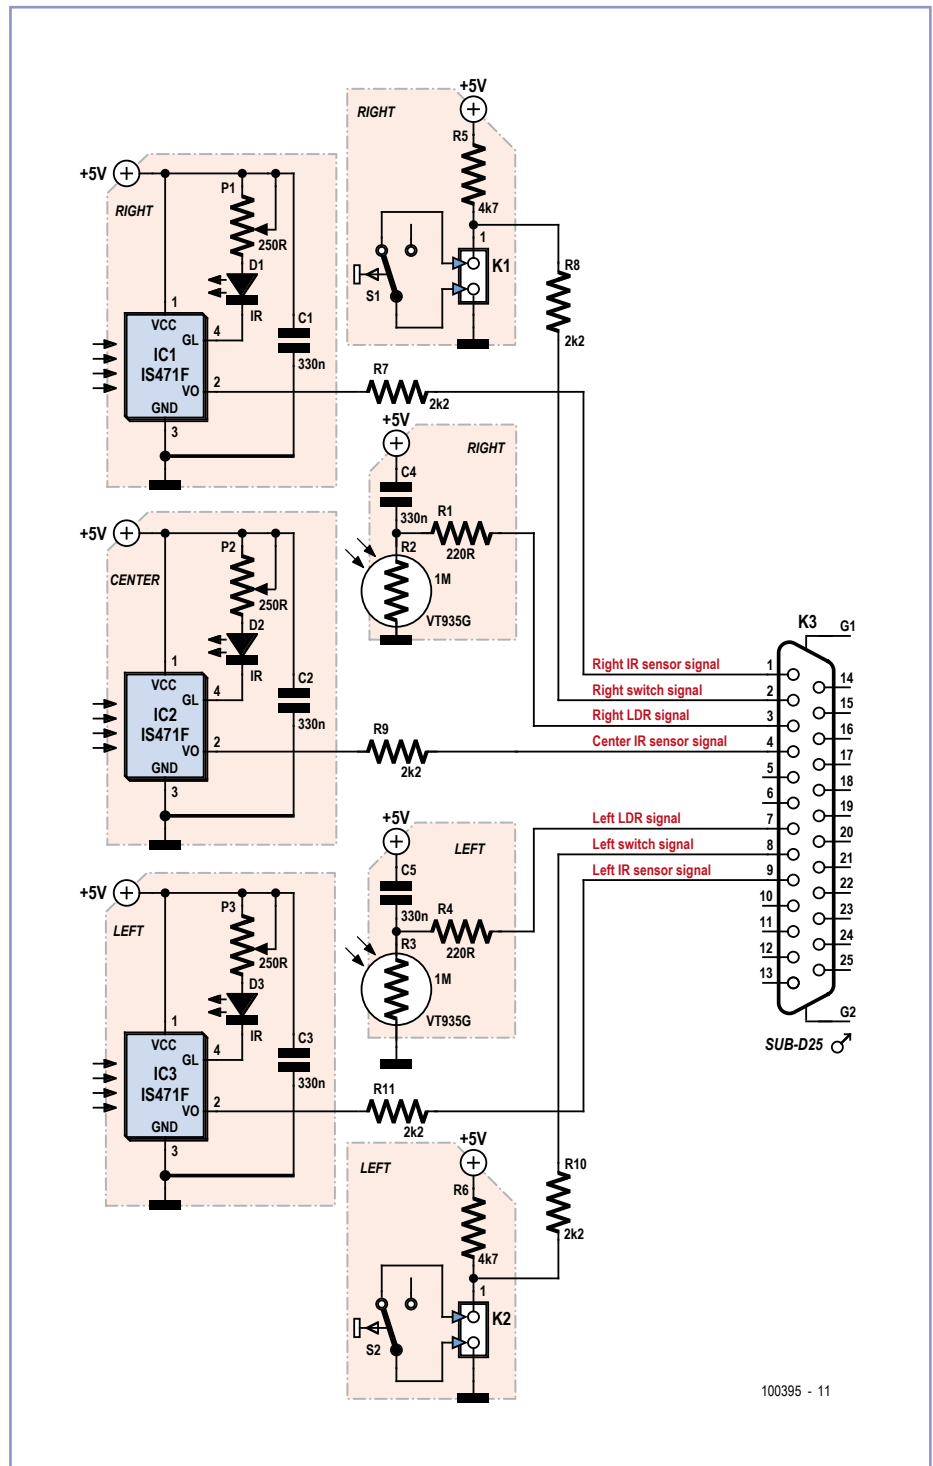 +5V
RIGHT
R5
4k7
1
K1
S1
R8
2k2
+5V
RIGHT
P1
250R
D1
IR
1
VCC
GL
4
IC1
IS471F
VO
2
GND
3
C1
330n
R7
2k2
+5V
RIGHT
C4
330n
R1
220R
R2
1M
VT935G
+5V
CENTER
P2
250R
D2
IR
1
VCC
GL
4
IC2
IS471F
VO
2
GND
3
C2
330n
R9
2k2
K3
G1
Right IR sensor signal
1
Right switch signal
2
Right LDR signal
3
Center IR sensor signal
4
5
6
Left LDR signal
7
Left switch signal
8
Left IR sensor signal
9
10
11
12
13
14
15
16
17
18
19
20
21
22
23
24
25
G2
SUB-D25
+5V
LEFT
C5
330n
R4
220R
R3
1M
VT935G
+5V
LEFT
P3
250R
D3
IR
1
VCC
GL
4
IC3
IS471F
VO
2
GND
3
C3
330n
R11
2k2
+5V
LEFT
R6
4k7
1
K2
S2
R10
2k2
100395 - 11